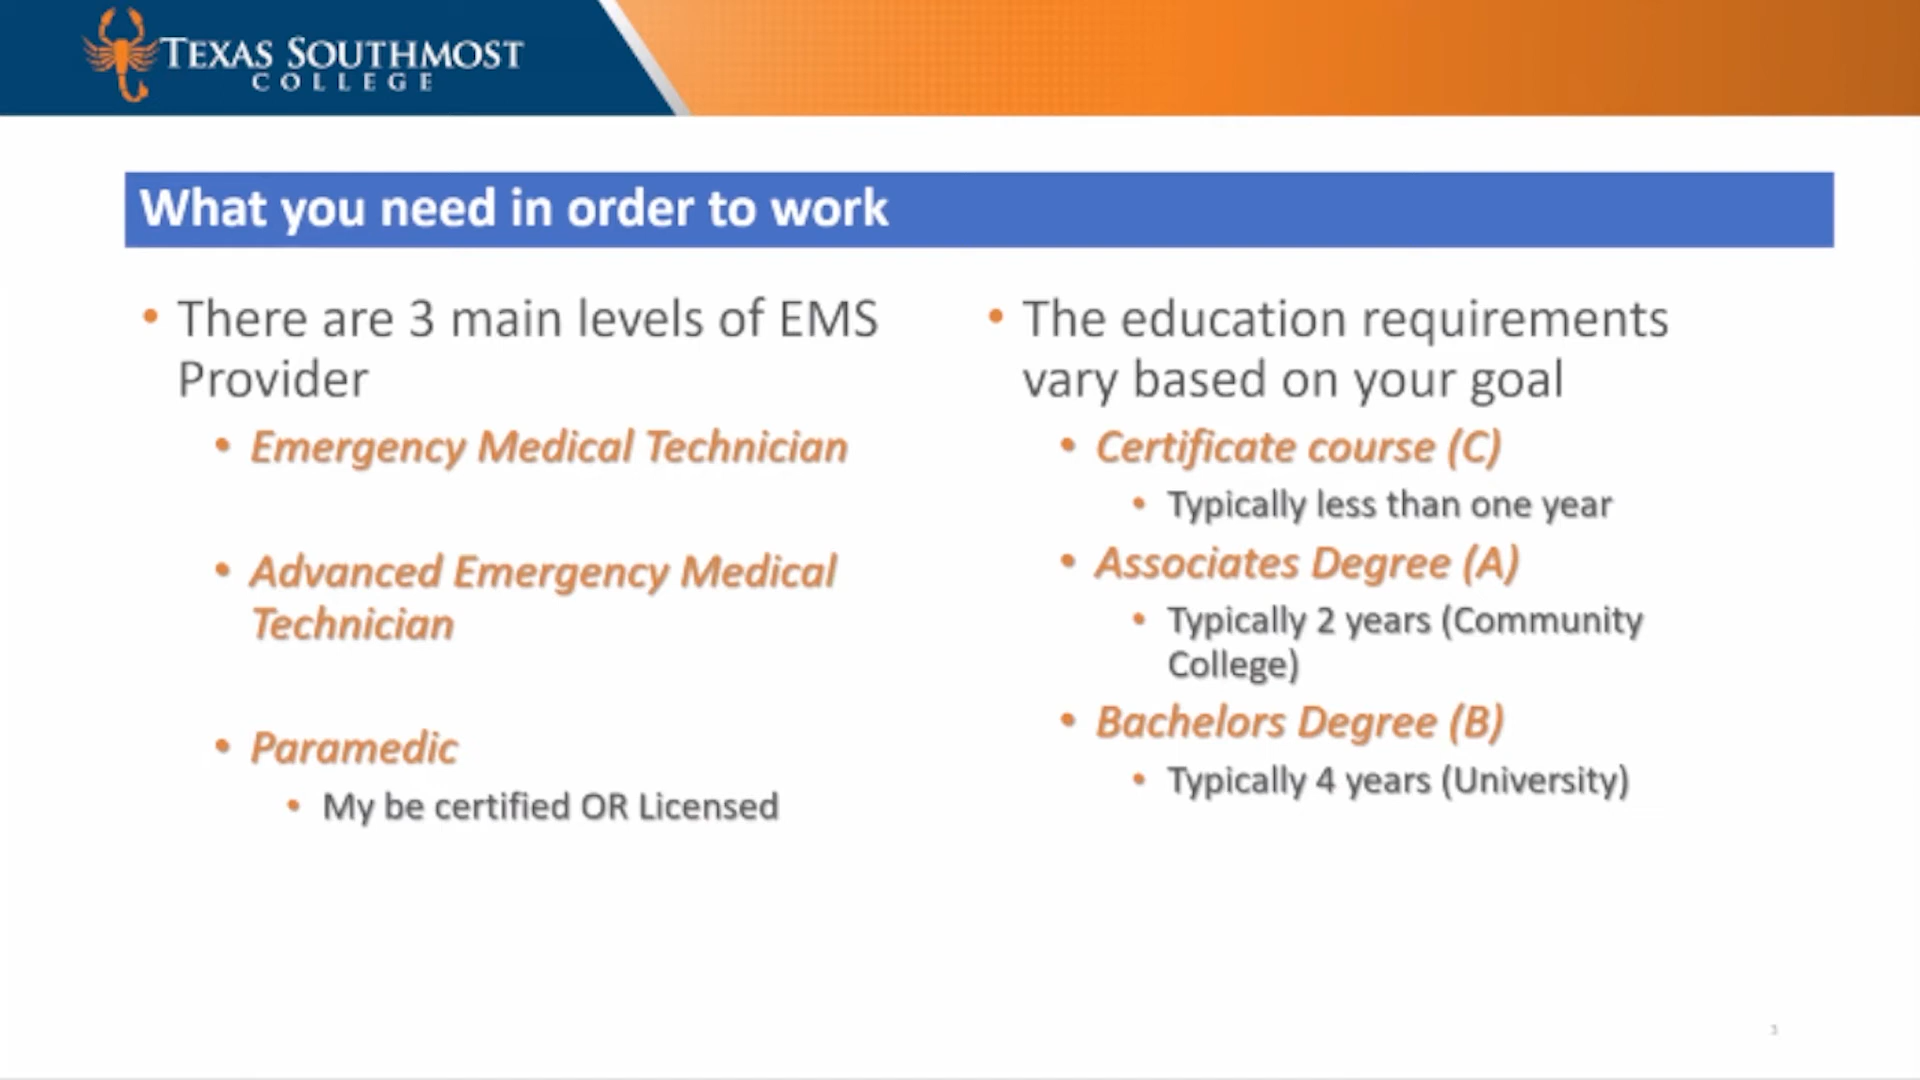 TEXAS SOUTHMOST
COLLEGE
What you need in order to work
• There are 3 main levels of EMS
Provider
• Emergency Medical Technician
• Advanced Emergency Medical
Technician
• Paramedic
• My be certified OR Licensed
• The education requirements
vary based on your goal
• Certificate course (C)
• Typically less than one year
• Associates Degree (A)
• Typically 2 years (Community
College)
• Bachelors Degree (B)
• Typically 4 years (University)
3